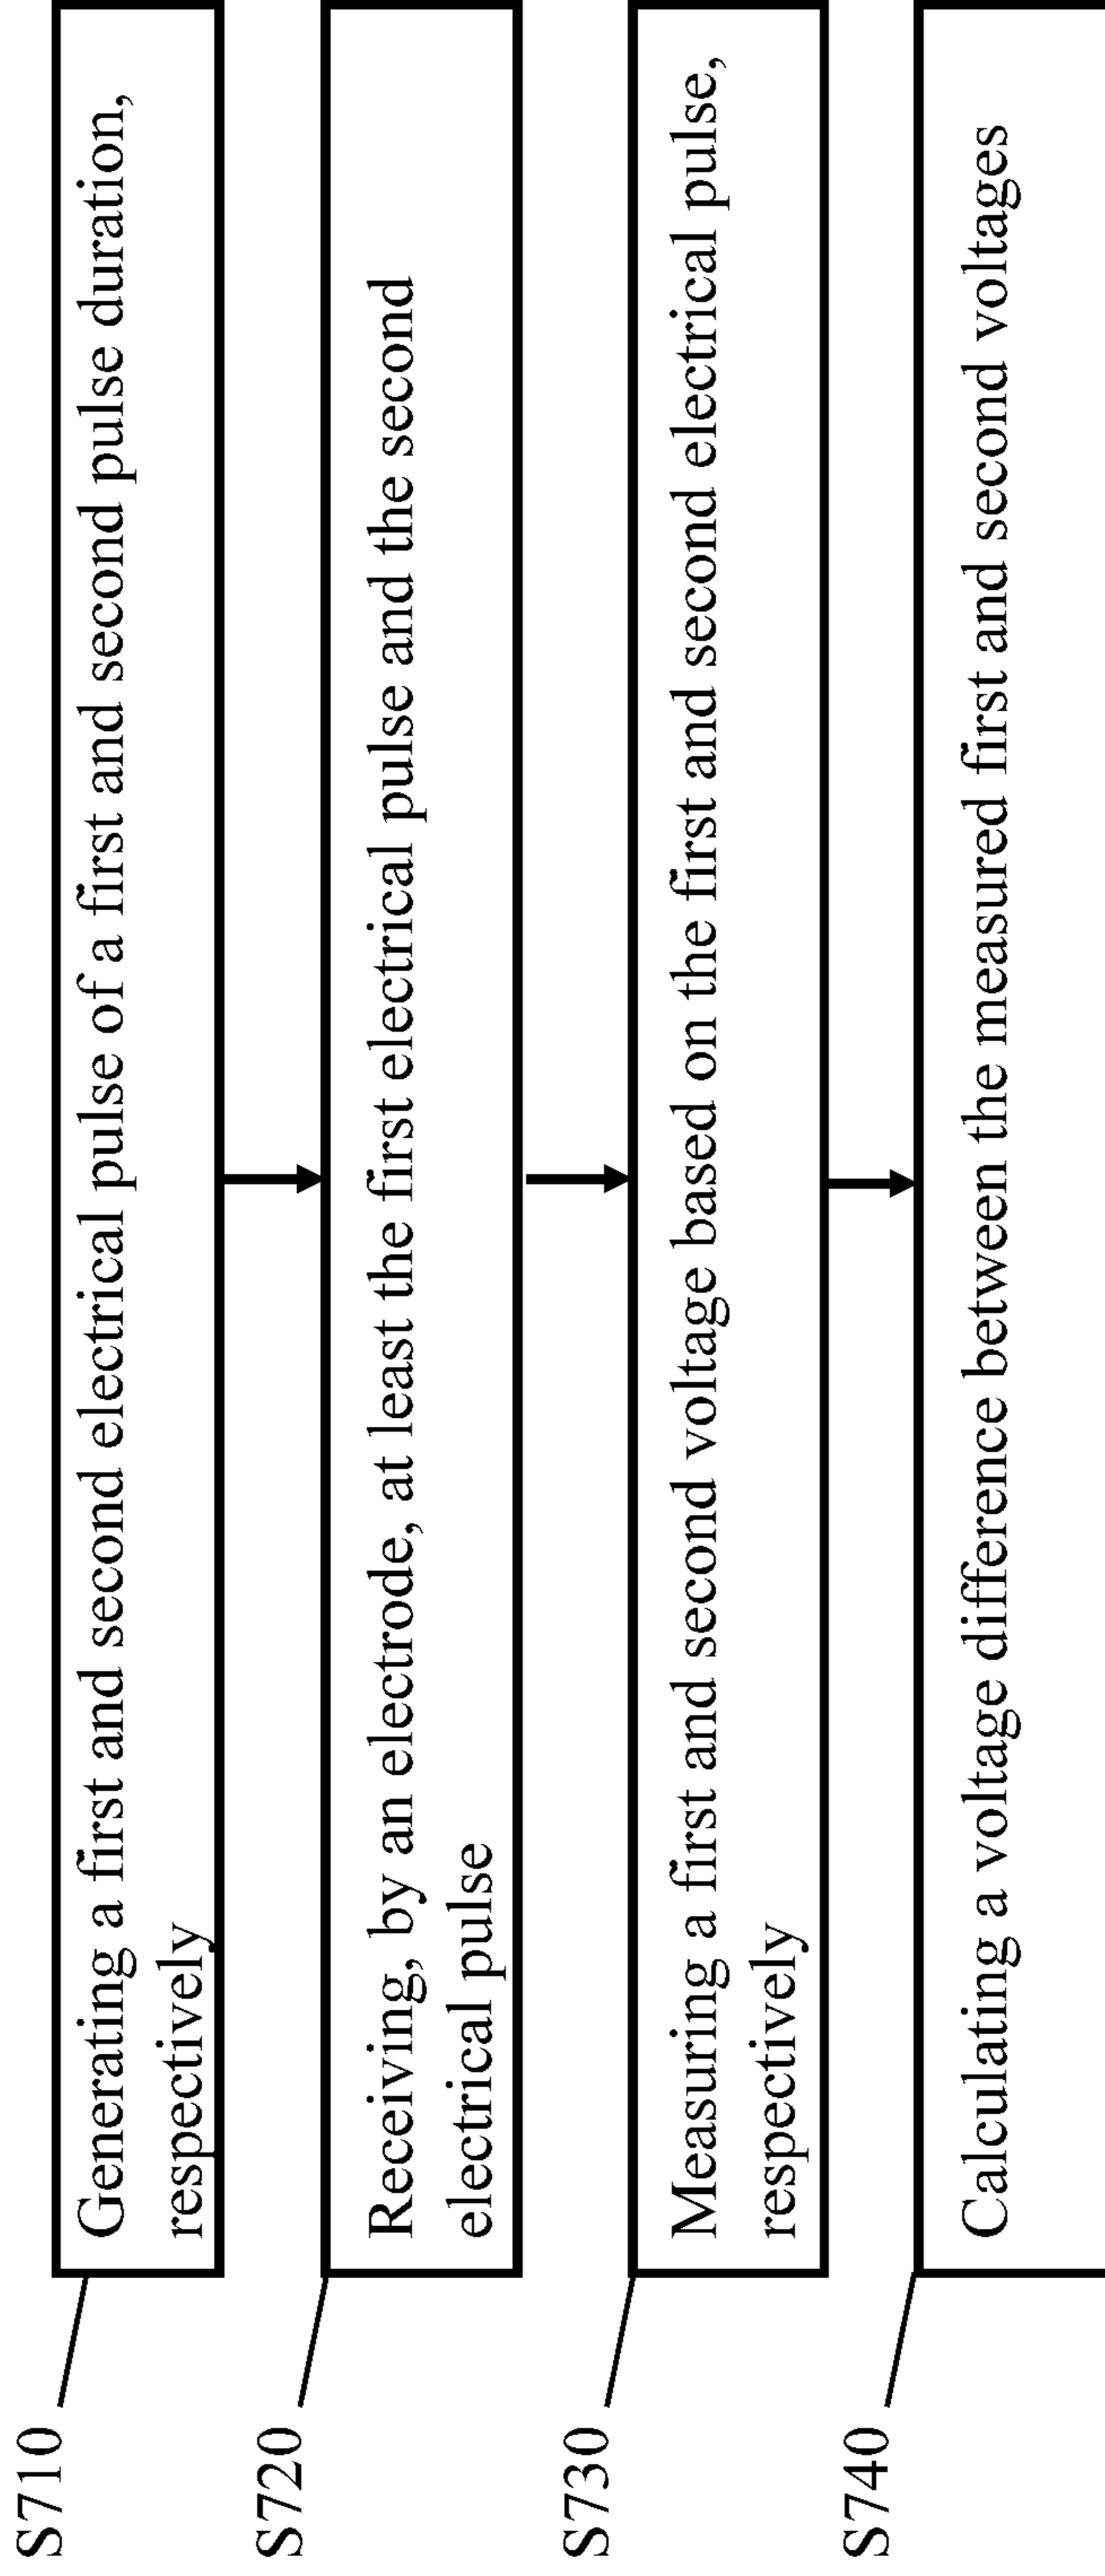 S710
Generating a first and second electrical pulse of a first and second pulse duration,
respectively
S720
Receiving, by an electrode, at least the first electrical pulse and the second
electrical pulse
S730
Measuring a first and second voltage based on the first and second electrical pulse,
respectively
S740
Calculating a voltage difference between the measured first and second voltages